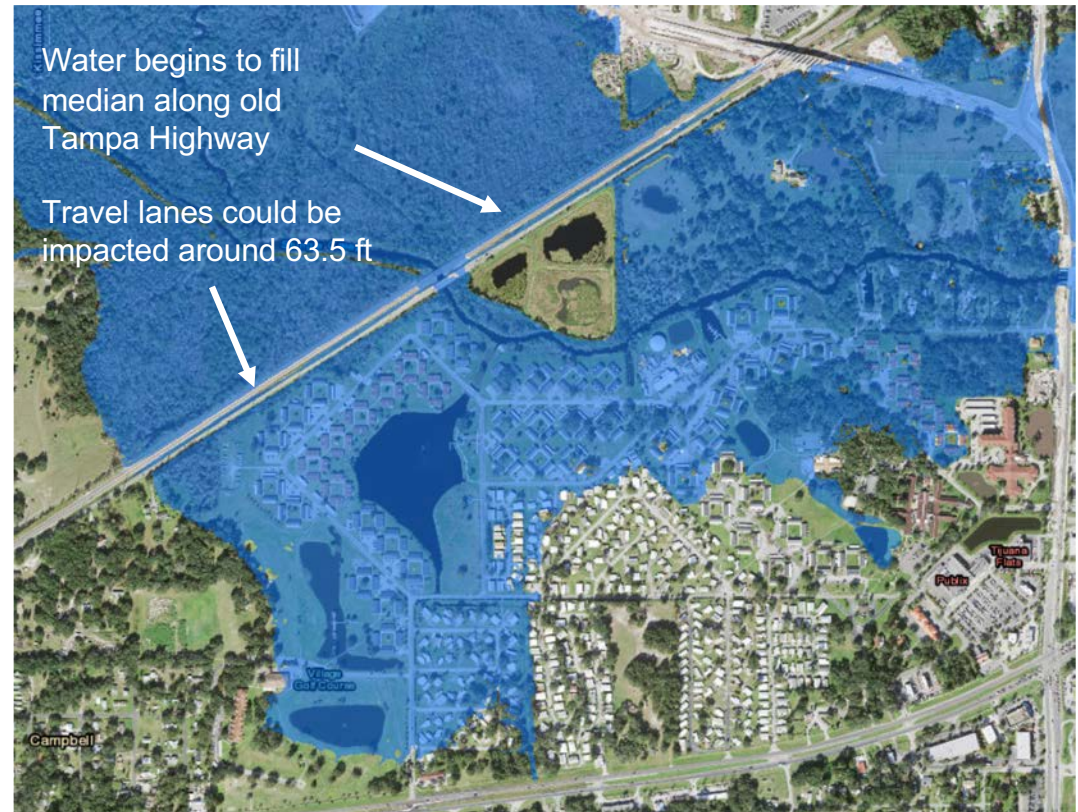 Kissimmee
Water begins to fill
median along old
Tampa Highway
Travel lanes could be
impacted around 63.5 ft
Tijuana
Flats
Publix
Village
Golf Course
Campbell